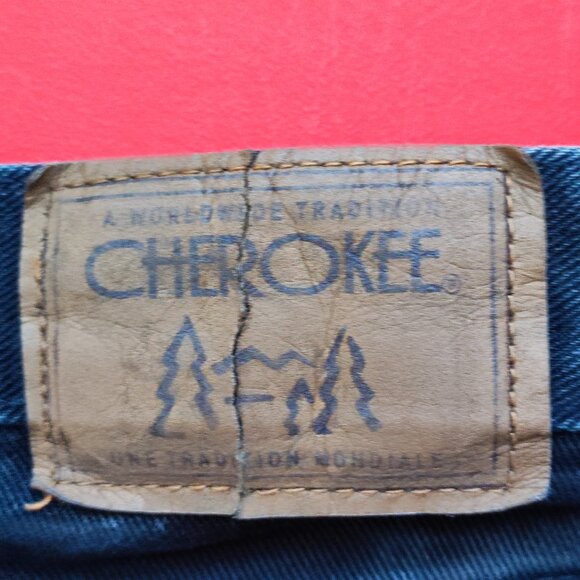 A WORLDWIDE TRADITION
CHEROKEE®
UNE TRADITION MONDIALE